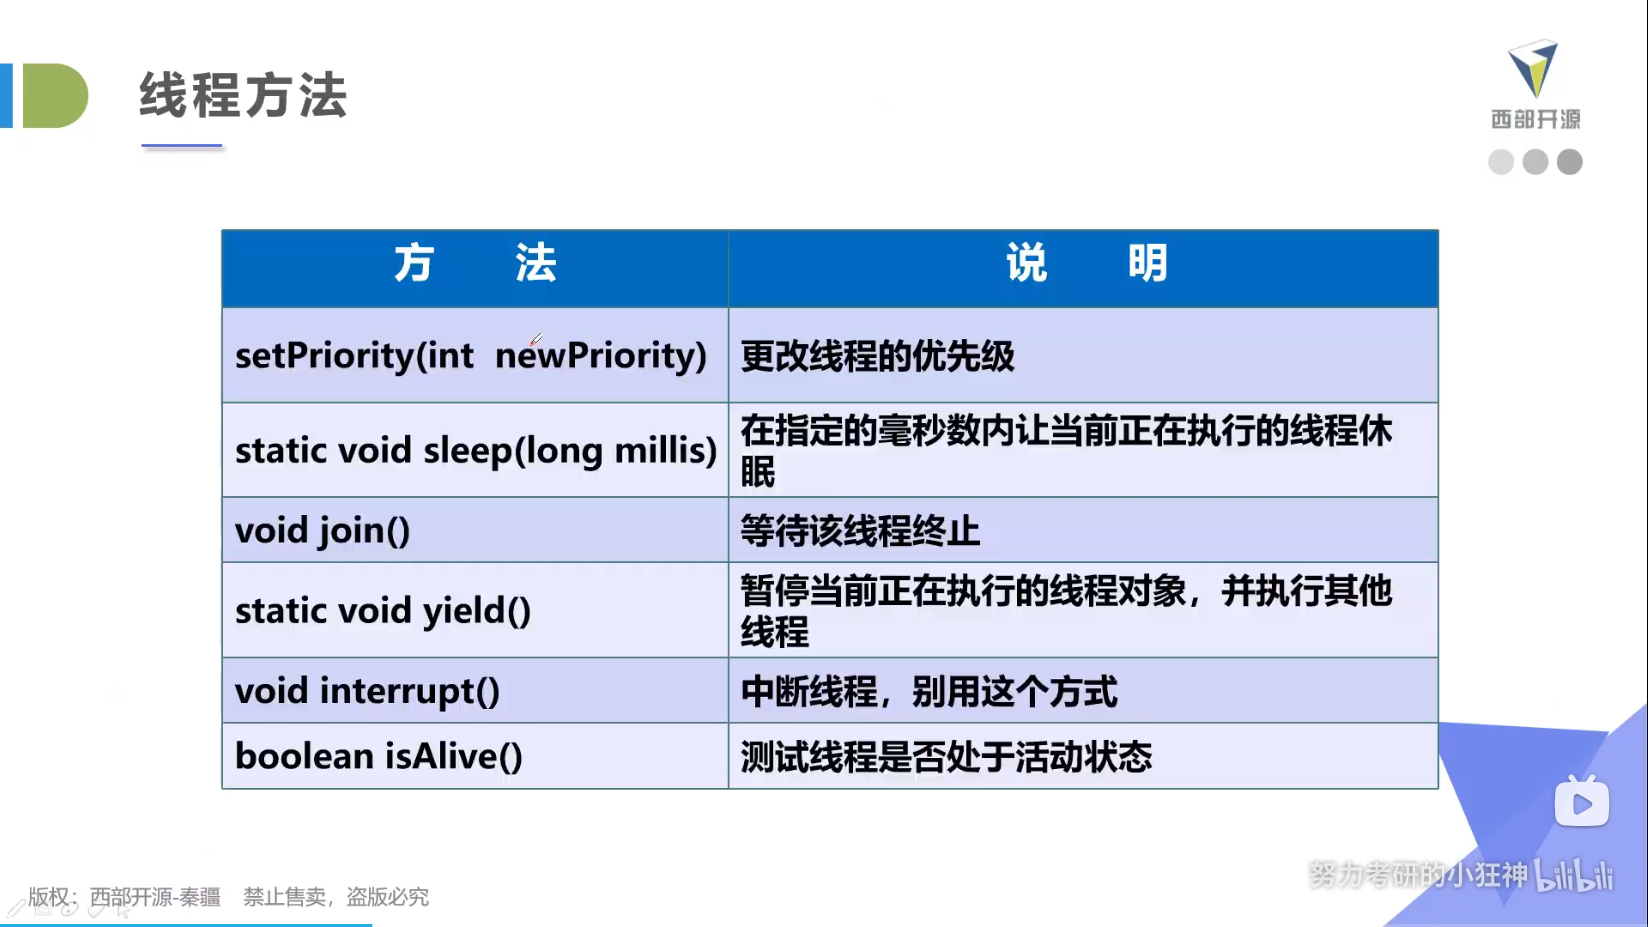 线程方法
西部开源
方 法
说 明
setPriority(int newPriority)
更改线程的优先级
static void sleep(long millis)
在指定的毫秒数内让当前正在执行的线程休
眠
void join()
等待该线程终止
static void yield()
暂停当前正在执行的线程对象，并执行其他
线程
void interrupt()
中断线程，别用这个方式
boolean isAlive()
测试线程是否处于活动状态
努力考研的小狂神 bilibili
版权：西部开源-秦疆 禁止售卖，盗版必究